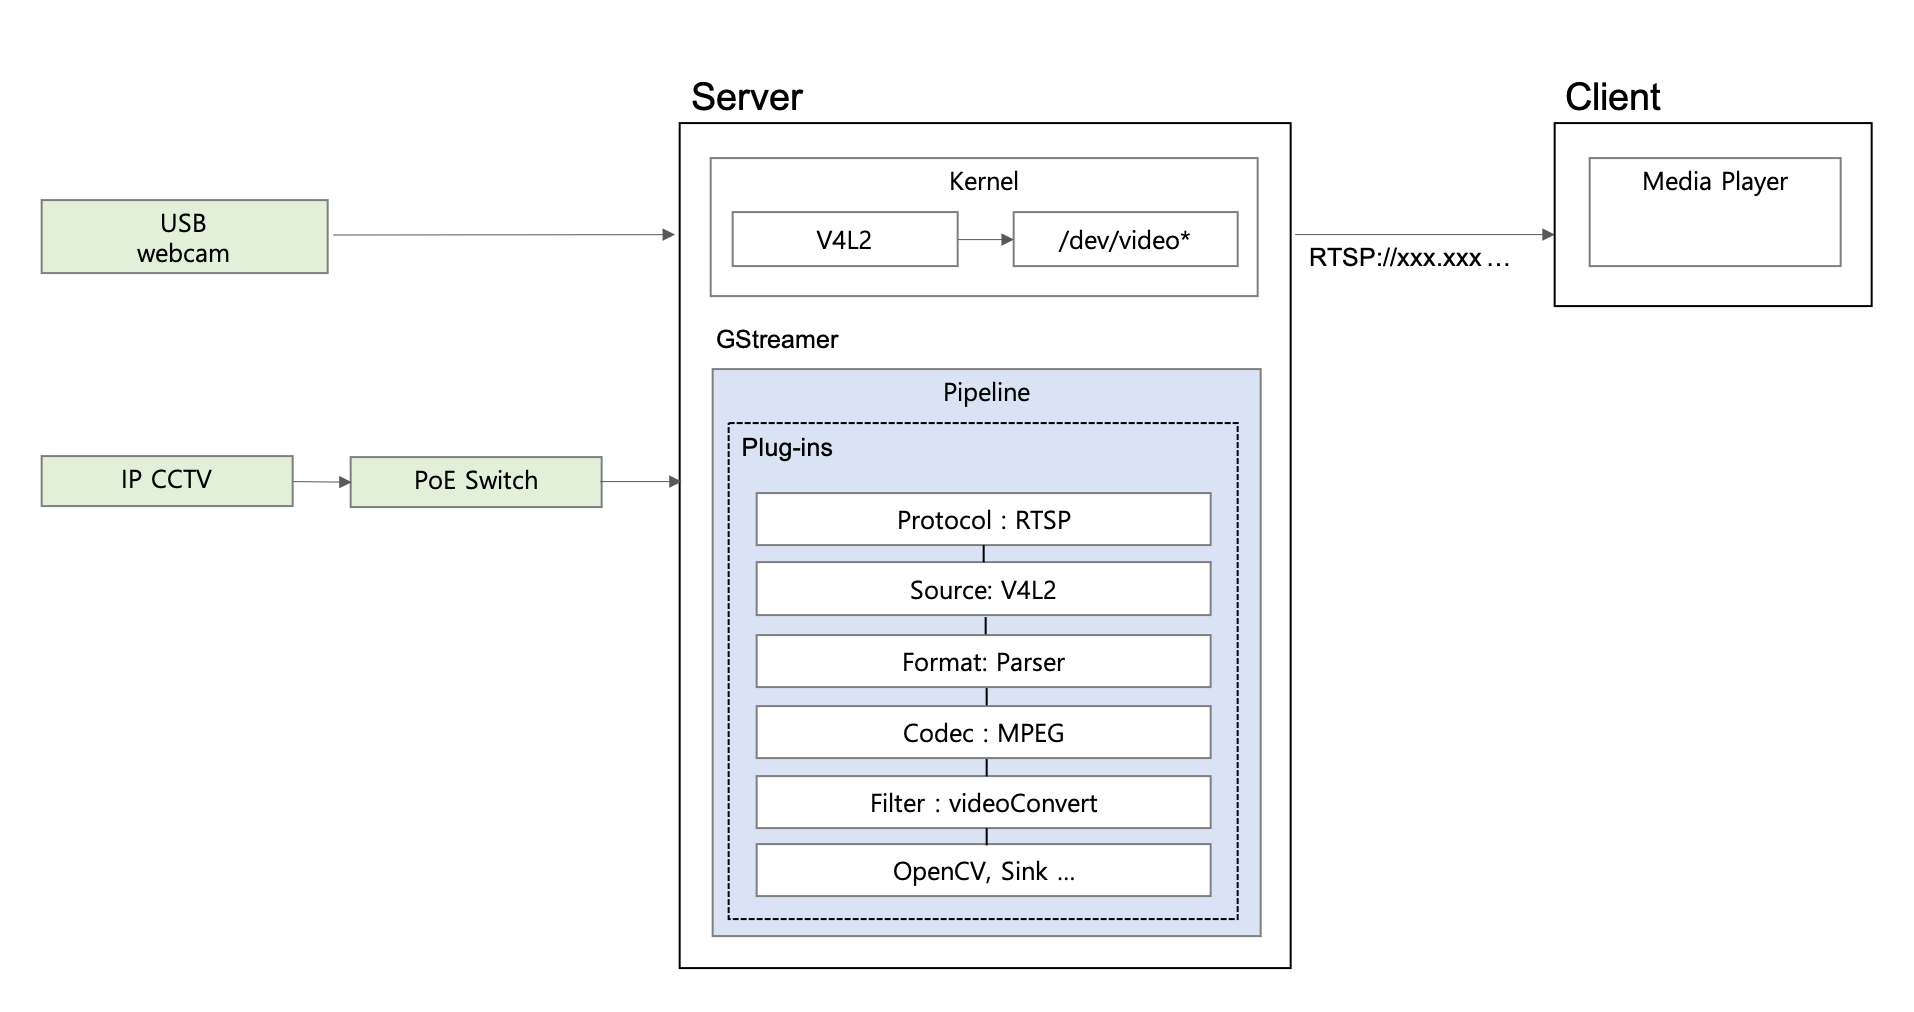 Server
Client
Kernel
Media Player
V4L2
/dev/video*
USB
webcam
RTSP://xxx.xxx ...
GStreamer
Pipeline
Plug-ins
IP CCTV
PoE Switch
Protocol : RTSP
Source: V4L2
Format: Parser
Codec : MPEG
Filter : videoConvert
OpenCV, Sink ...